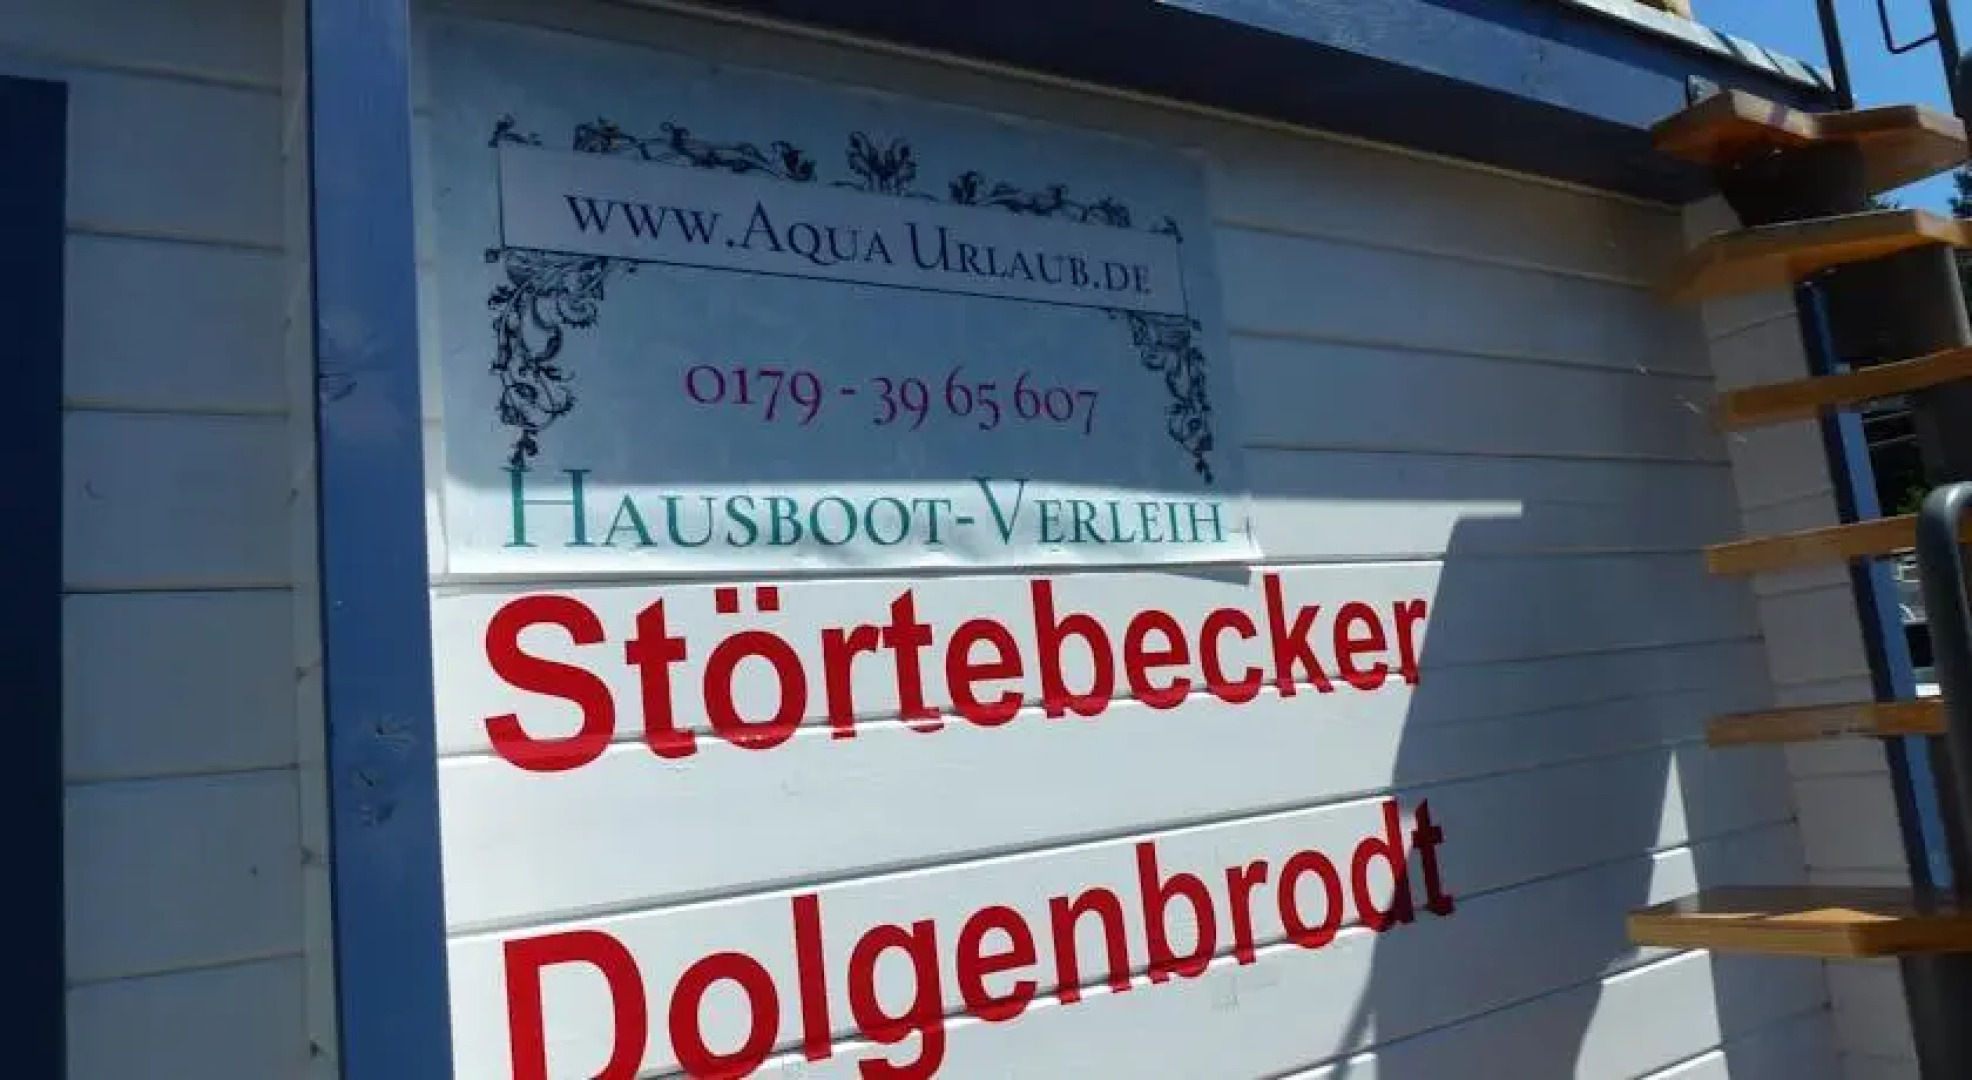 www.Aqua Urlaub.de
0179 - 39 65 607
Hausboot-Verleih
Störtebecker
Dolgenbrodt